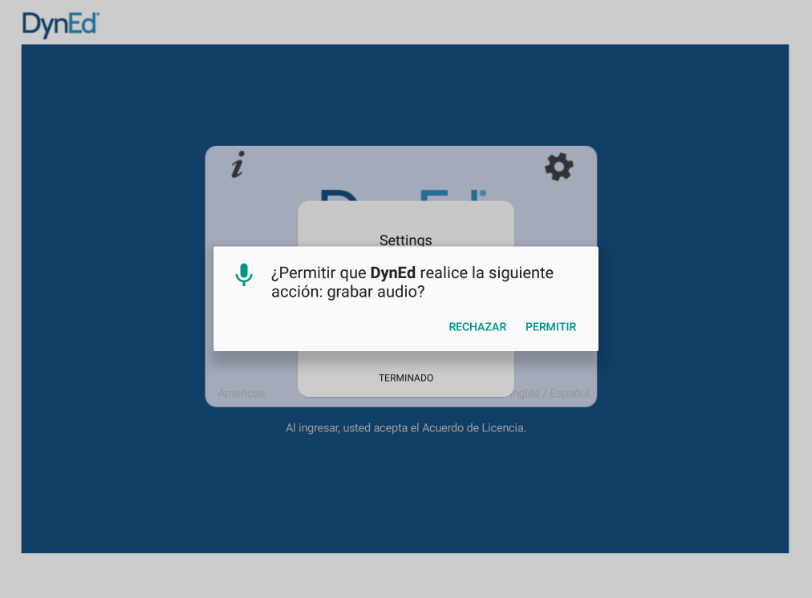 DynEd
Settings
¿Permitir que DynEd realice la siguiente
acción: grabar audio?
RECHAZAR PERMITIR
TERMINADO
Americas
Inglés / Español
Al ingresar, usted acepta el Acuerdo de Licencia.